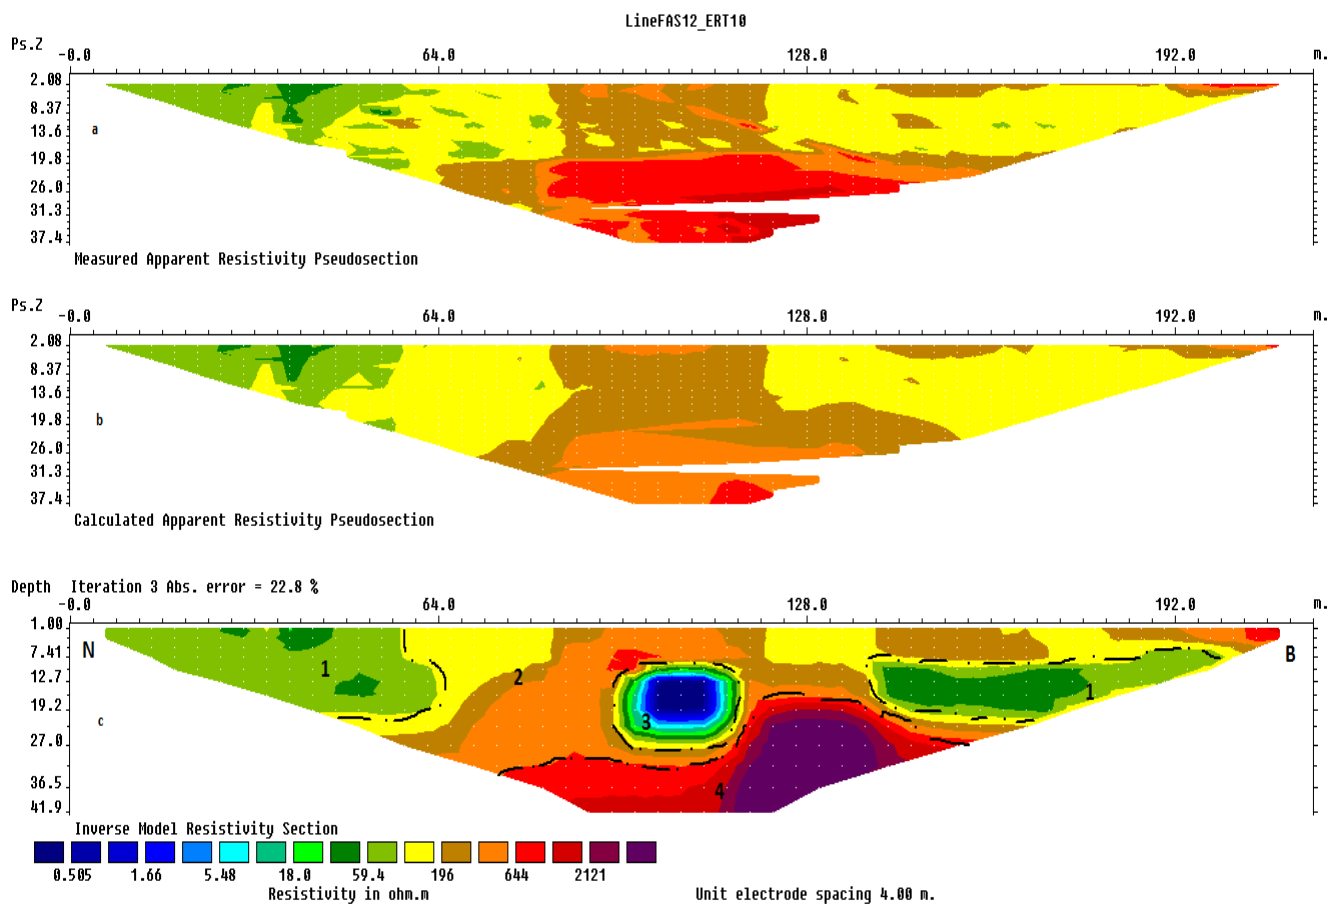 LineFAS12_ERT10
Ps.Z -0.0 64.0 128.0 192.0 m.
2.08
8.37
a
13.6
19.8
26.0
31.3
37.4
Measured Apparent Resistivity Pseudosection
Ps.Z -0.0 64.0 128.0 192.0 m.
2.08
8.37
13.6
b
19.8
26.0
31.3
37.4
Calculated Apparent Resistivity Pseudosection
Depth Iteration 3 Abs. error = 22.8 %
-0.0 64.0 128.0 192.0 m.
1.00
N B
7.41
1 2 1
12.7
19.2
c 3
27.0
36.5
4
41.9
Inverse Model Resistivity Section
0.505 1.66 5.48 18.0 59.4 196 644 2121
Resistivity in ohm.m Unit electrode spacing 4.00 m.